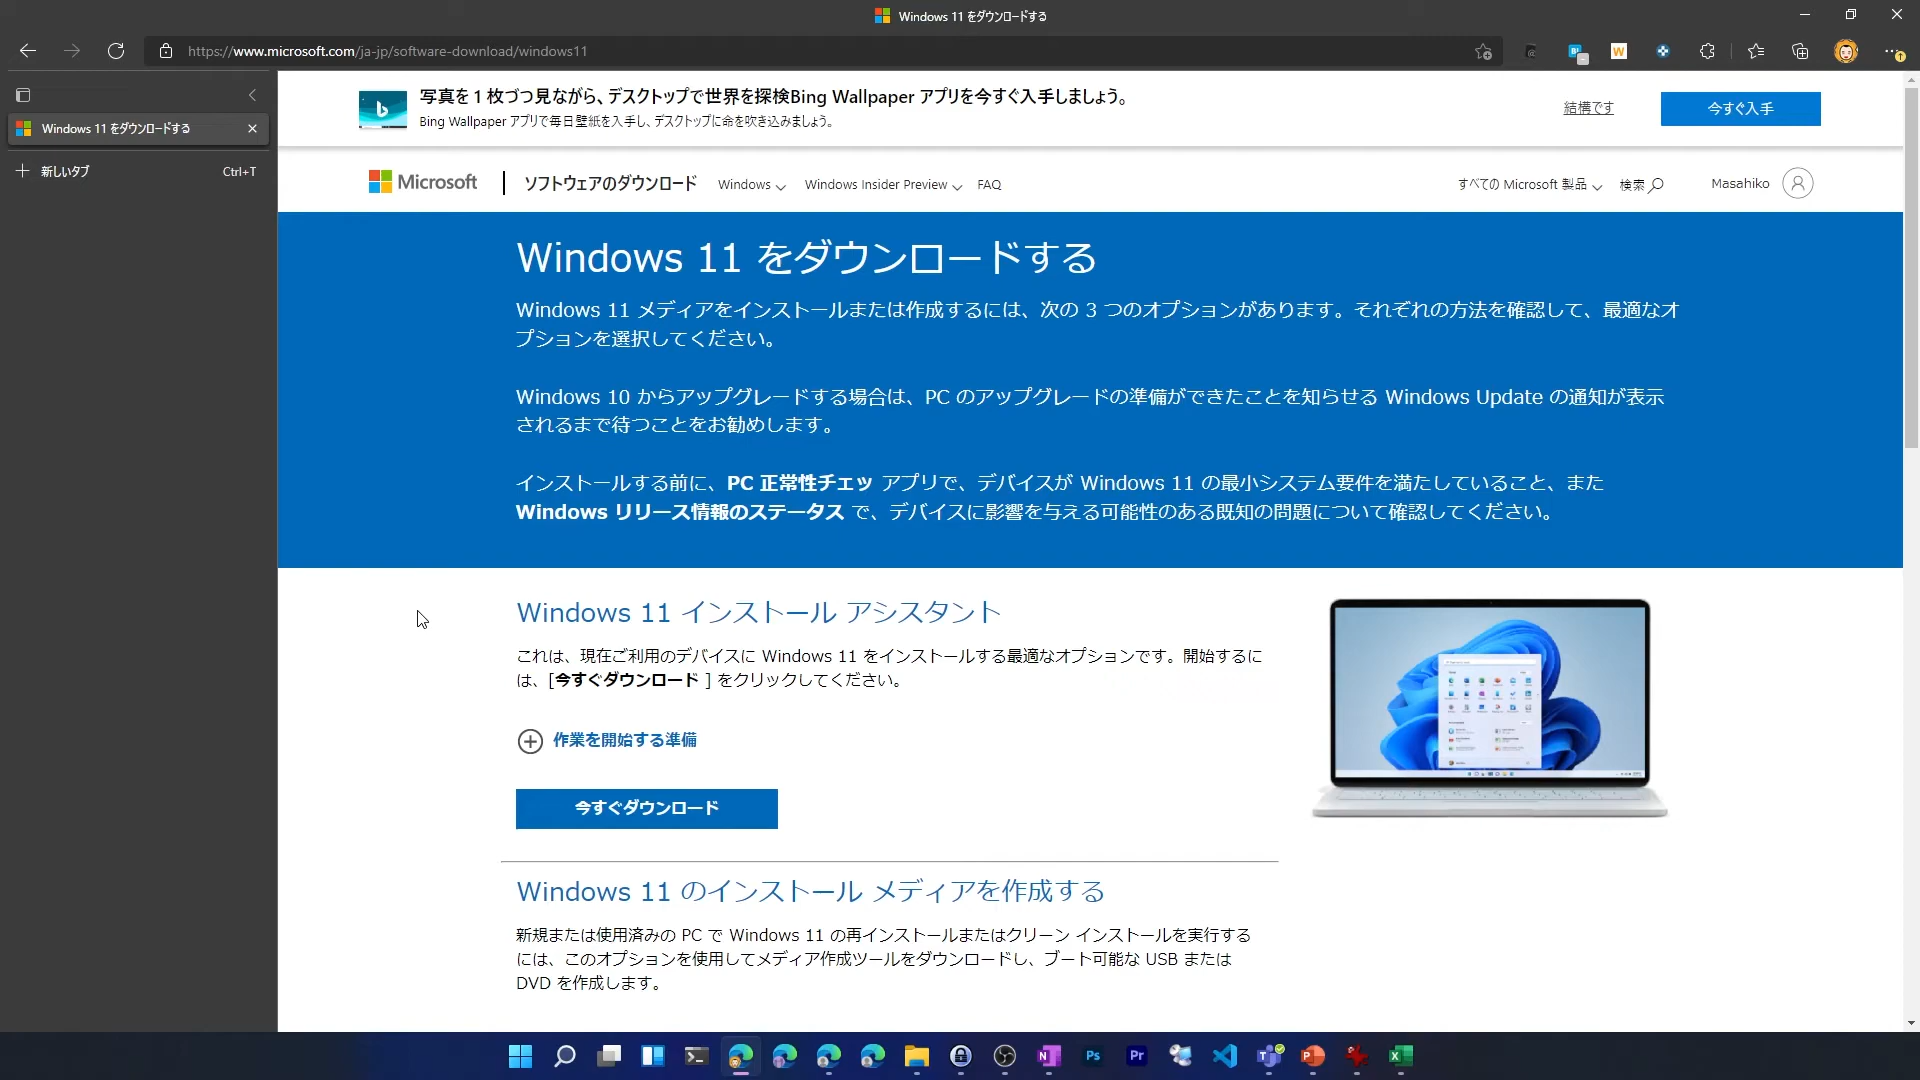 Windows 11 をダウンロードする
https://www.microsoft.com/ja-jp/software-download/windows11
Windows 11 をダウンロードする
新しいタブ Ctrl+T
写真を 1 枚づつ見ながら、デスクトップで世界を探検Bing Wallpaper アプリを今すぐ入手しましょう。
Bing Wallpaper アプリで毎日壁紙を入手し、デスクトップに命を吹き込みましょう。
結構です
今すぐ入手
Microsoft ソフトウェアのダウンロード Windows Windows Insider Preview FAQ すべての Microsoft 製品 検索 Masahiko
Windows 11 をダウンロードする
Windows 11 メディアをインストールまたは作成するには、次の 3 つのオプションがあります。それぞれの方法を確認して、最適なオ
プションを選択してください。
Windows 10 からアップグレードする場合は、PC のアップグレードの準備ができたことを知らせる Windows Update の通知が表示
されるまで待つことをお勧めします。
インストールする前に、PC 正常性チェッ アプリで、デバイスが Windows 11 の最小システム要件を満たしていること、また
Windows リリース情報のステータス で、デバイスに影響を与える可能性のある既知の問題について確認してください。
Windows 11 インストール アシスタント
これは、現在ご利用のデバイスに Windows 11 をインストールする最適なオプションです。開始するに
は、[今すぐダウンロード ] をクリックしてください。
作業を開始する準備
今すぐダウンロード
Windows 11 のインストール メディアを作成する
新規または使用済みの PC で Windows 11 の再インストールまたはクリーン インストールを実行する
には、このオプションを使用してメディア作成ツールをダウンロードし、ブート可能な USB または
DVD を作成します。